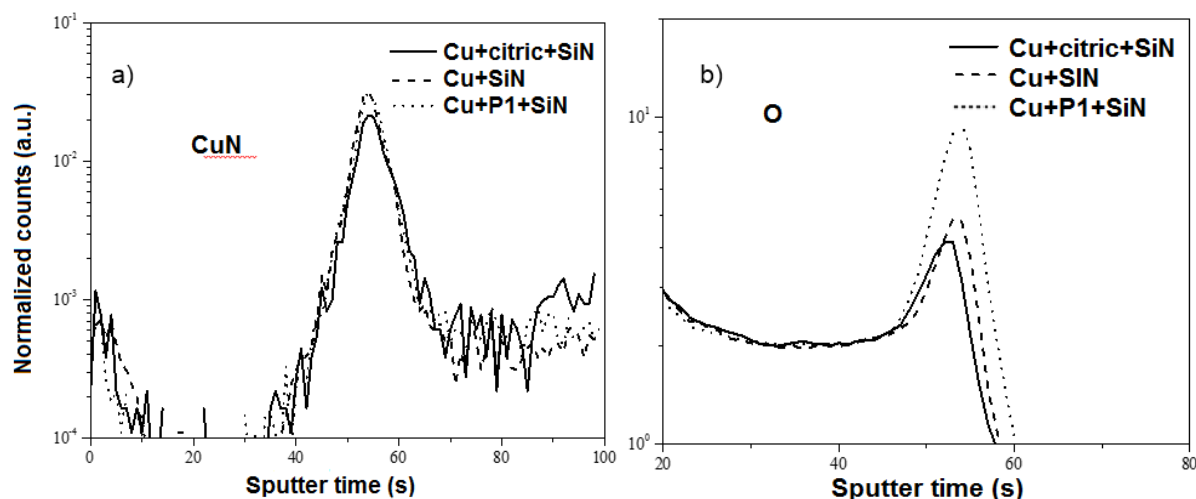 a)
CuN
Cu+citric+SiN
Cu+SiN
Cu+P1+SiN
10-1
10-2
10-3
10-4
Normalized counts (a.u.)
0 20 40 60 80 100
Sputter time (s)
b)
O
Cu+citric+SiN
Cu+SIN
Cu+P1+SiN
10¹
10⁰
20 40 60 80
Sputter time (s)